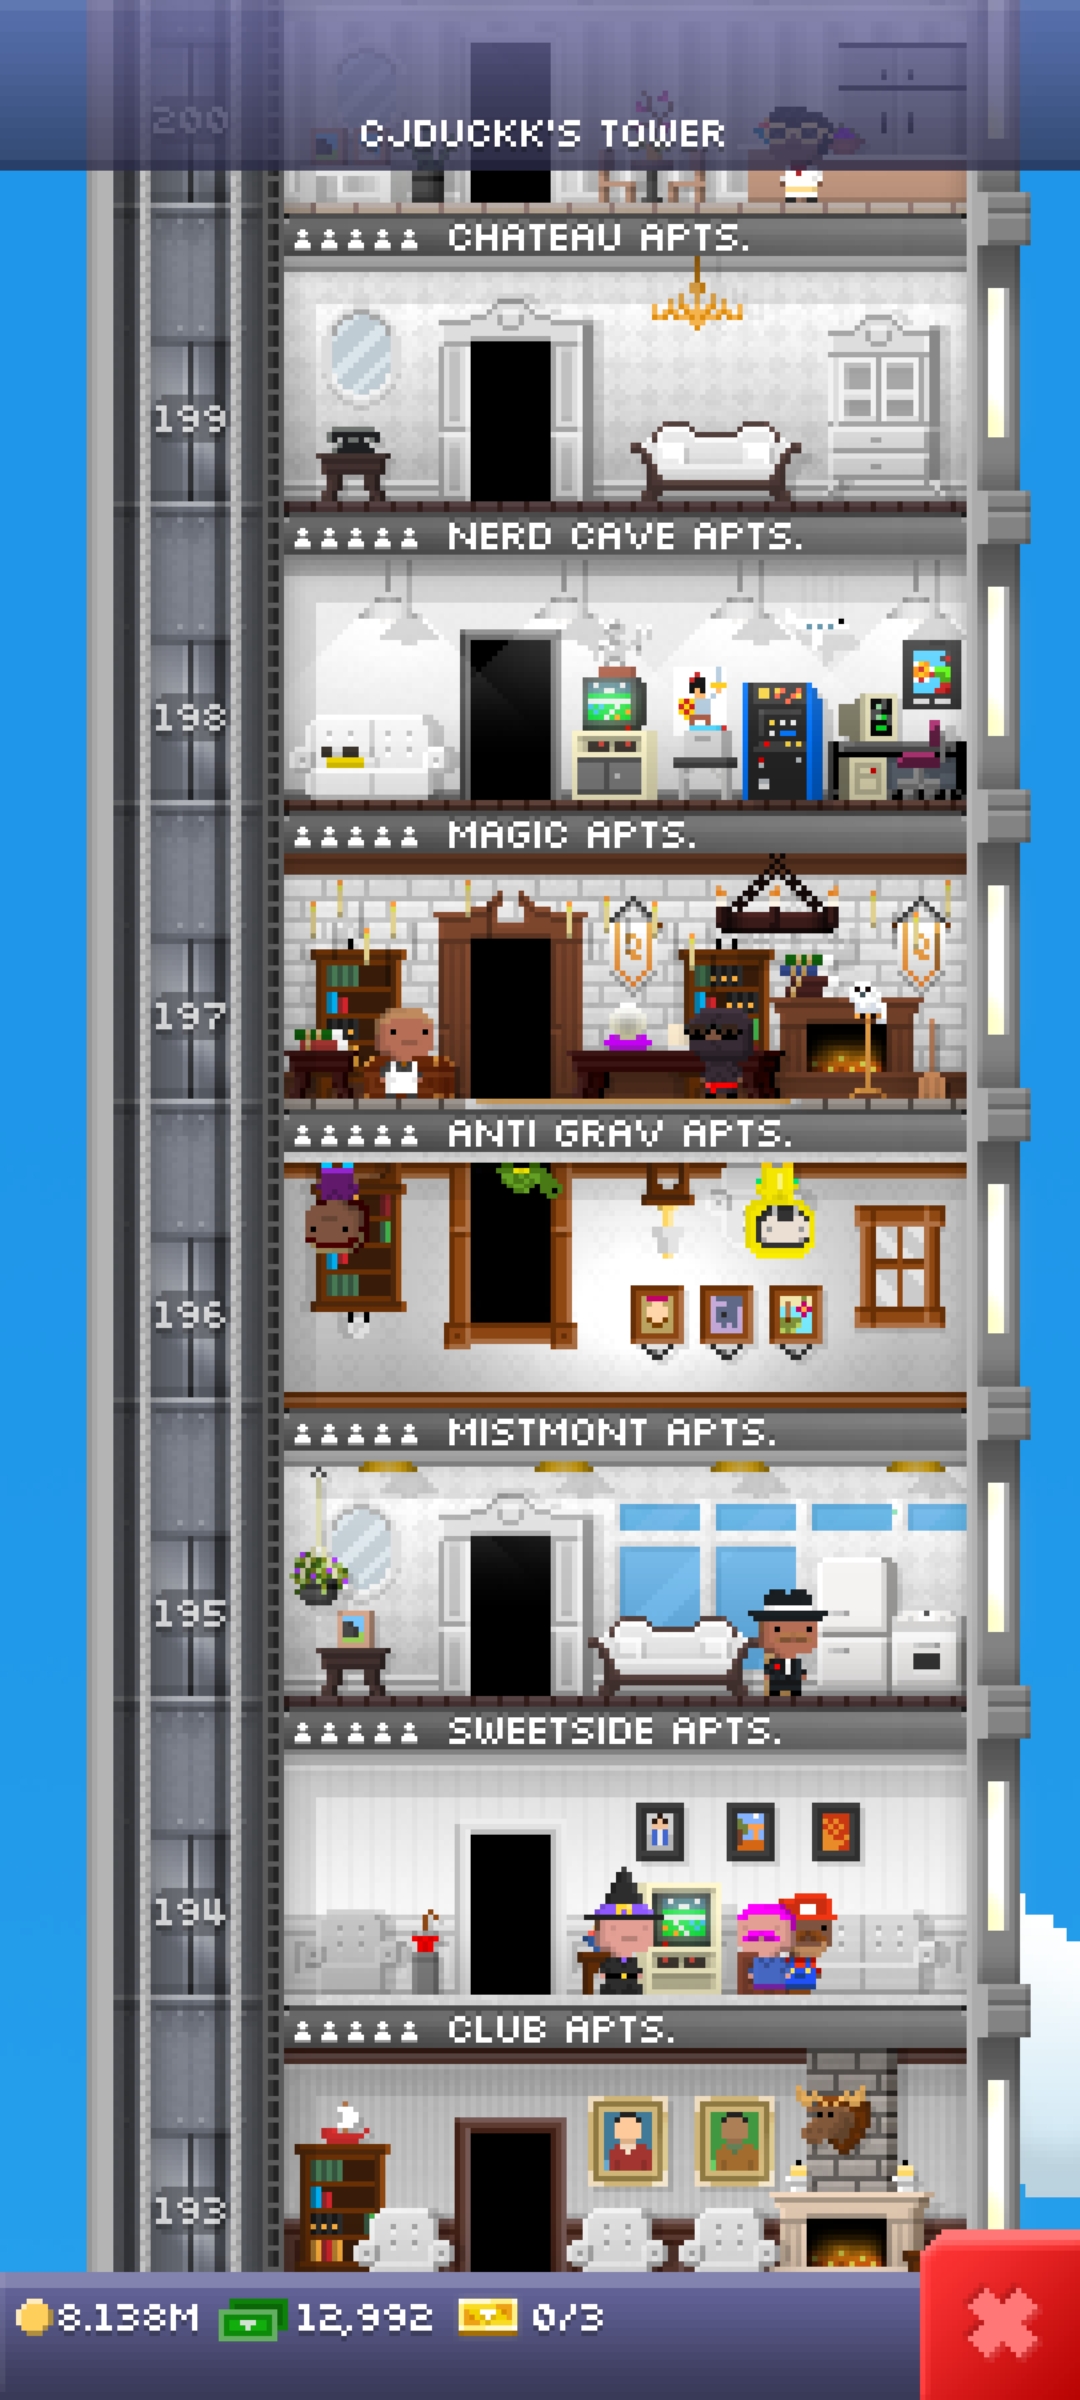 200
CJDUCKK'S TOWER
CHATEAU APTS.
199
NERD CAVE APTS.
198
MAGIC APTS.
197
ANTI GRAV APTS.
196
MISTMONT APTS.
195
SWEETSIDE APTS.
194
CLUB APTS.
193
8.138M 12,992 0/3